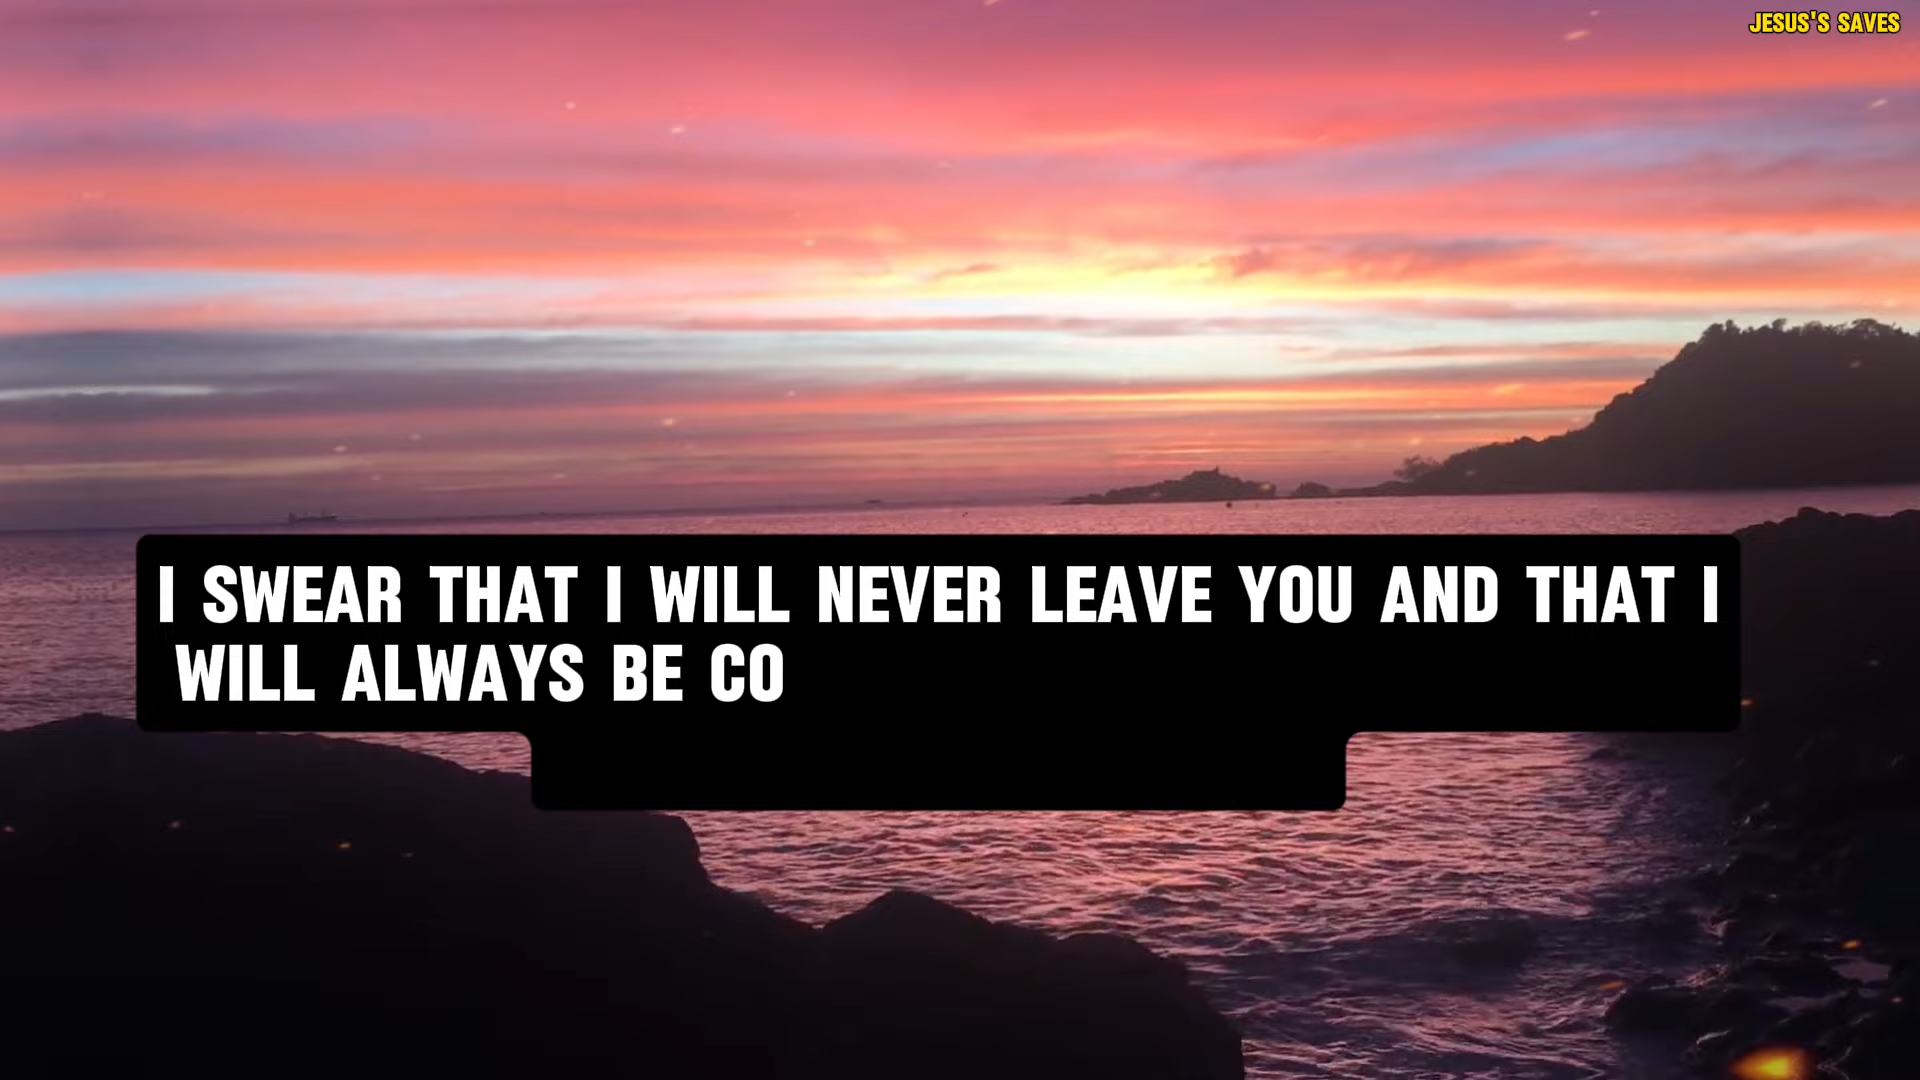 JESUS'S SAVES
I SWEAR THAT I WILL NEVER LEAVE YOU AND THAT I
WILL ALWAYS BE CO